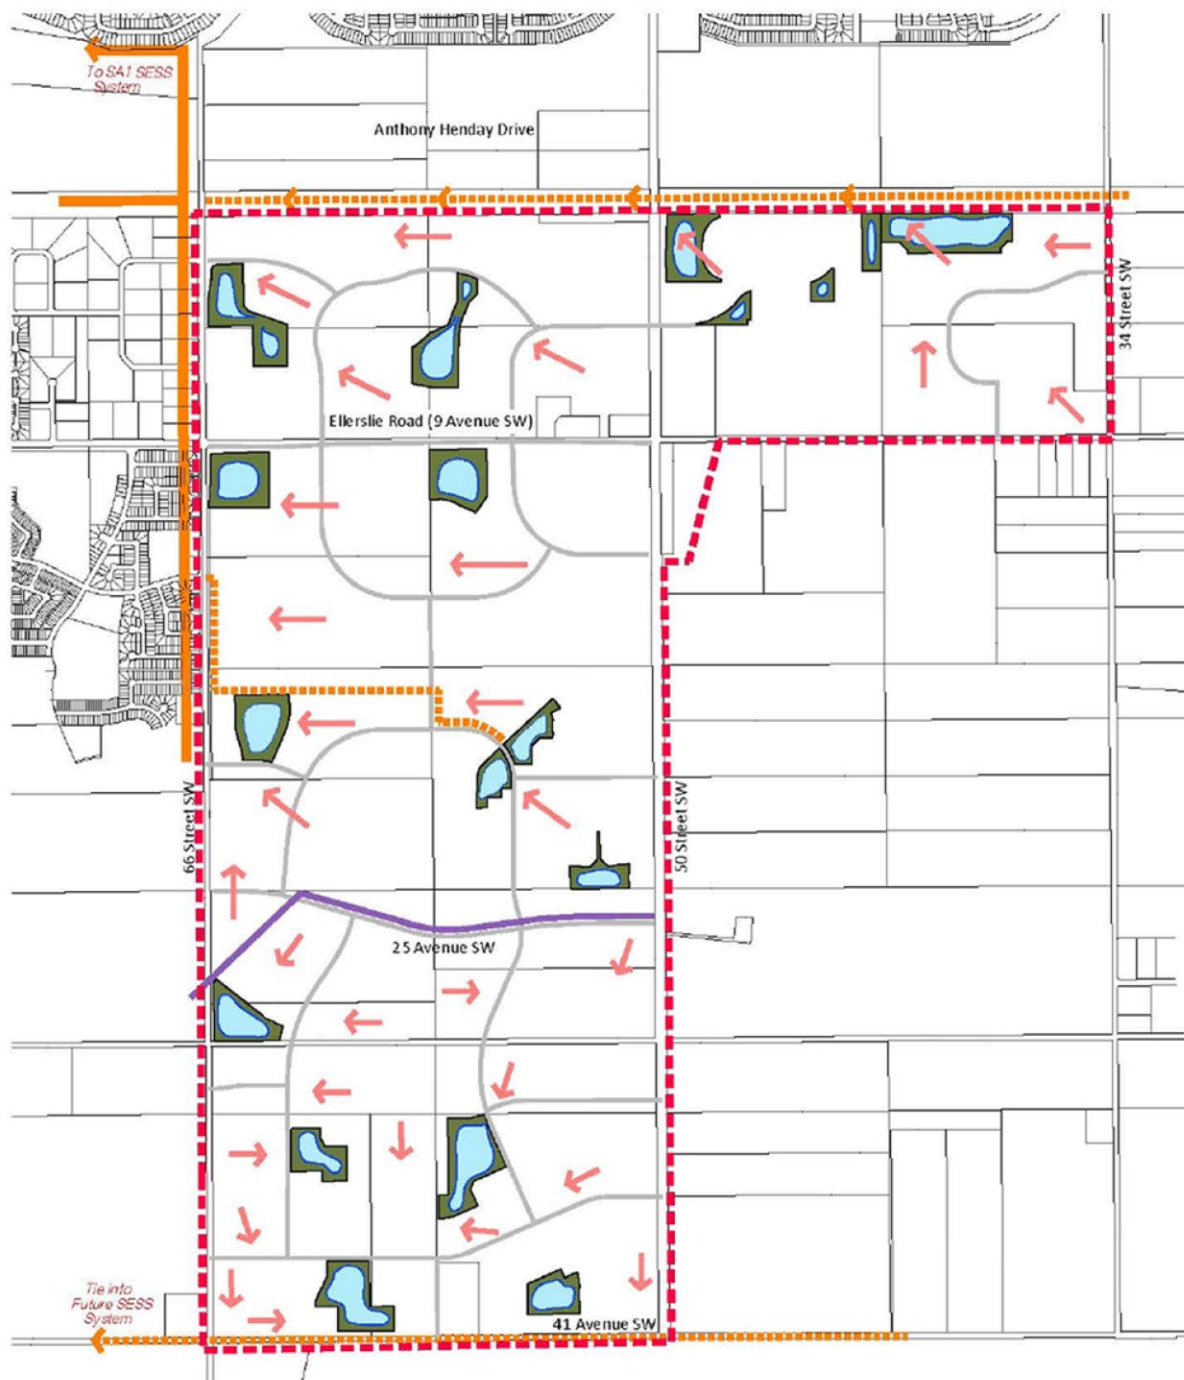 To SA1 SESS
System
Anthony Henday Drive
34 Street SW
Ellerslie Road (9 Avenue SW)
66 Street SW
50 Street SW
25 Avenue SW
Tie into
Future SESS
System
41 Avenue SW